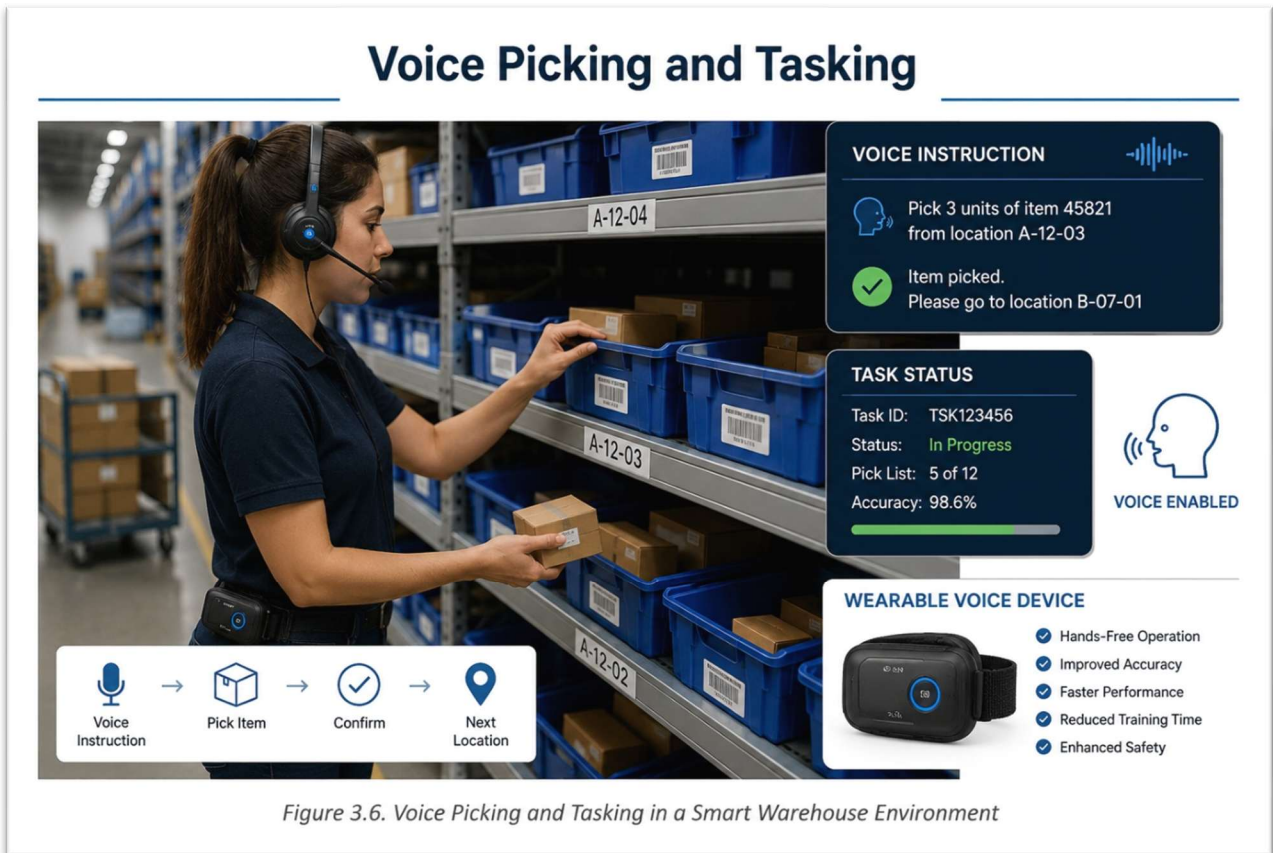 Voice Picking and Tasking
A-12-04
A-12-03
A-12-02
VOICE INSTRUCTION
Pick 3 units of item 45821
from location A-12-03
Item picked.
Please go to location B-07-01
TASK STATUS
Task ID: TSK123456
Status: In Progress
Pick List: 5 of 12
Accuracy: 98.6%
VOICE ENABLED
WEARABLE VOICE DEVICE
Hands-Free Operation
Improved Accuracy
Faster Performance
Reduced Training Time
Enhanced Safety
Voice
Instruction
Pick Item
Confirm
Next
Location
Figure 3.6. Voice Picking and Tasking in a Smart Warehouse Environment